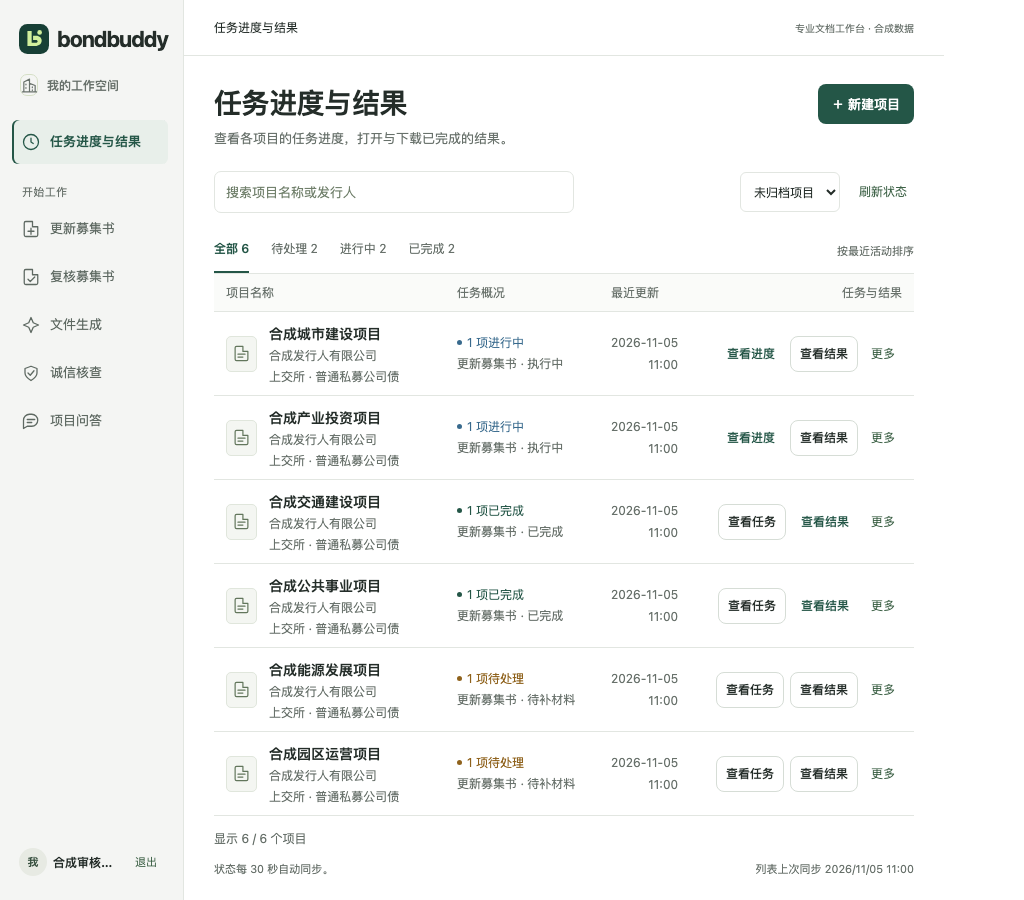 bondbuddy
我的工作空间
任务进度与结果
开始工作
更新募集书
复核募集书
文件生成
诚信核查
项目问答
我 合成审核... 退出
任务进度与结果 专业文档工作台 · 合成数据
任务进度与结果
+ 新建项目
查看各项目的任务进度，打开与下载已完成的结果。
搜索项目名称或发行人 未归档项目 刷新状态
全部 6 待处理 2 进行中 2 已完成 2 按最近活动排序
项目名称 任务概况 最近更新 任务与结果
合成城市建设项目
合成发行人有限公司
上交所 · 普通私募公司债
1 项进行中
更新募集书 · 执行中
2026-11-05
11:00
查看进度 查看结果 更多
合成产业投资项目
合成发行人有限公司
上交所 · 普通私募公司债
1 项进行中
更新募集书 · 执行中
2026-11-05
11:00
查看进度 查看结果 更多
合成交通建设项目
合成发行人有限公司
上交所 · 普通私募公司债
1 项已完成
更新募集书 · 已完成
2026-11-05
11:00
查看任务 查看结果 更多
合成公共事业项目
合成发行人有限公司
上交所 · 普通私募公司债
1 项已完成
更新募集书 · 已完成
2026-11-05
11:00
查看任务 查看结果 更多
合成能源发展项目
合成发行人有限公司
上交所 · 普通私募公司债
1 项待处理
更新募集书 · 待补材料
2026-11-05
11:00
查看任务 查看结果 更多
合成园区运营项目
合成发行人有限公司
上交所 · 普通私募公司债
1 项待处理
更新募集书 · 待补材料
2026-11-05
11:00
查看任务 查看结果 更多
显示 6 / 6 个项目
状态每 30 秒自动同步。 列表上次同步 2026/11/05 11:00